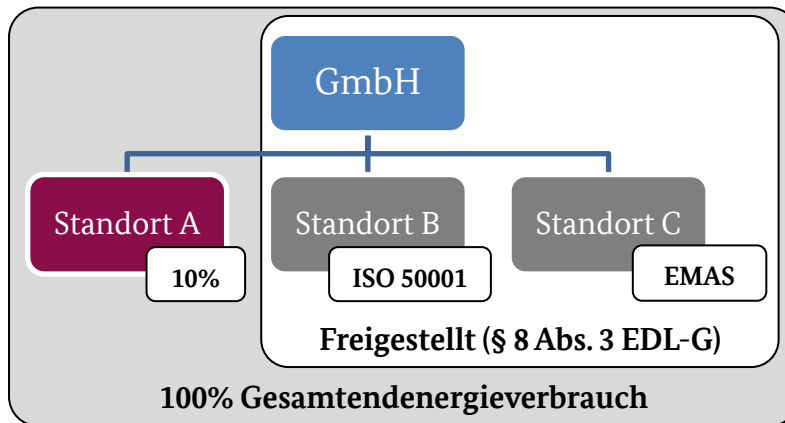 GmbH
Standort A
10%
Standort B
ISO 50001
Standort C
EMAS
Freigestellt (§ 8 Abs. 3 EDL-G)
100% Gesamtendenergieverbrauch